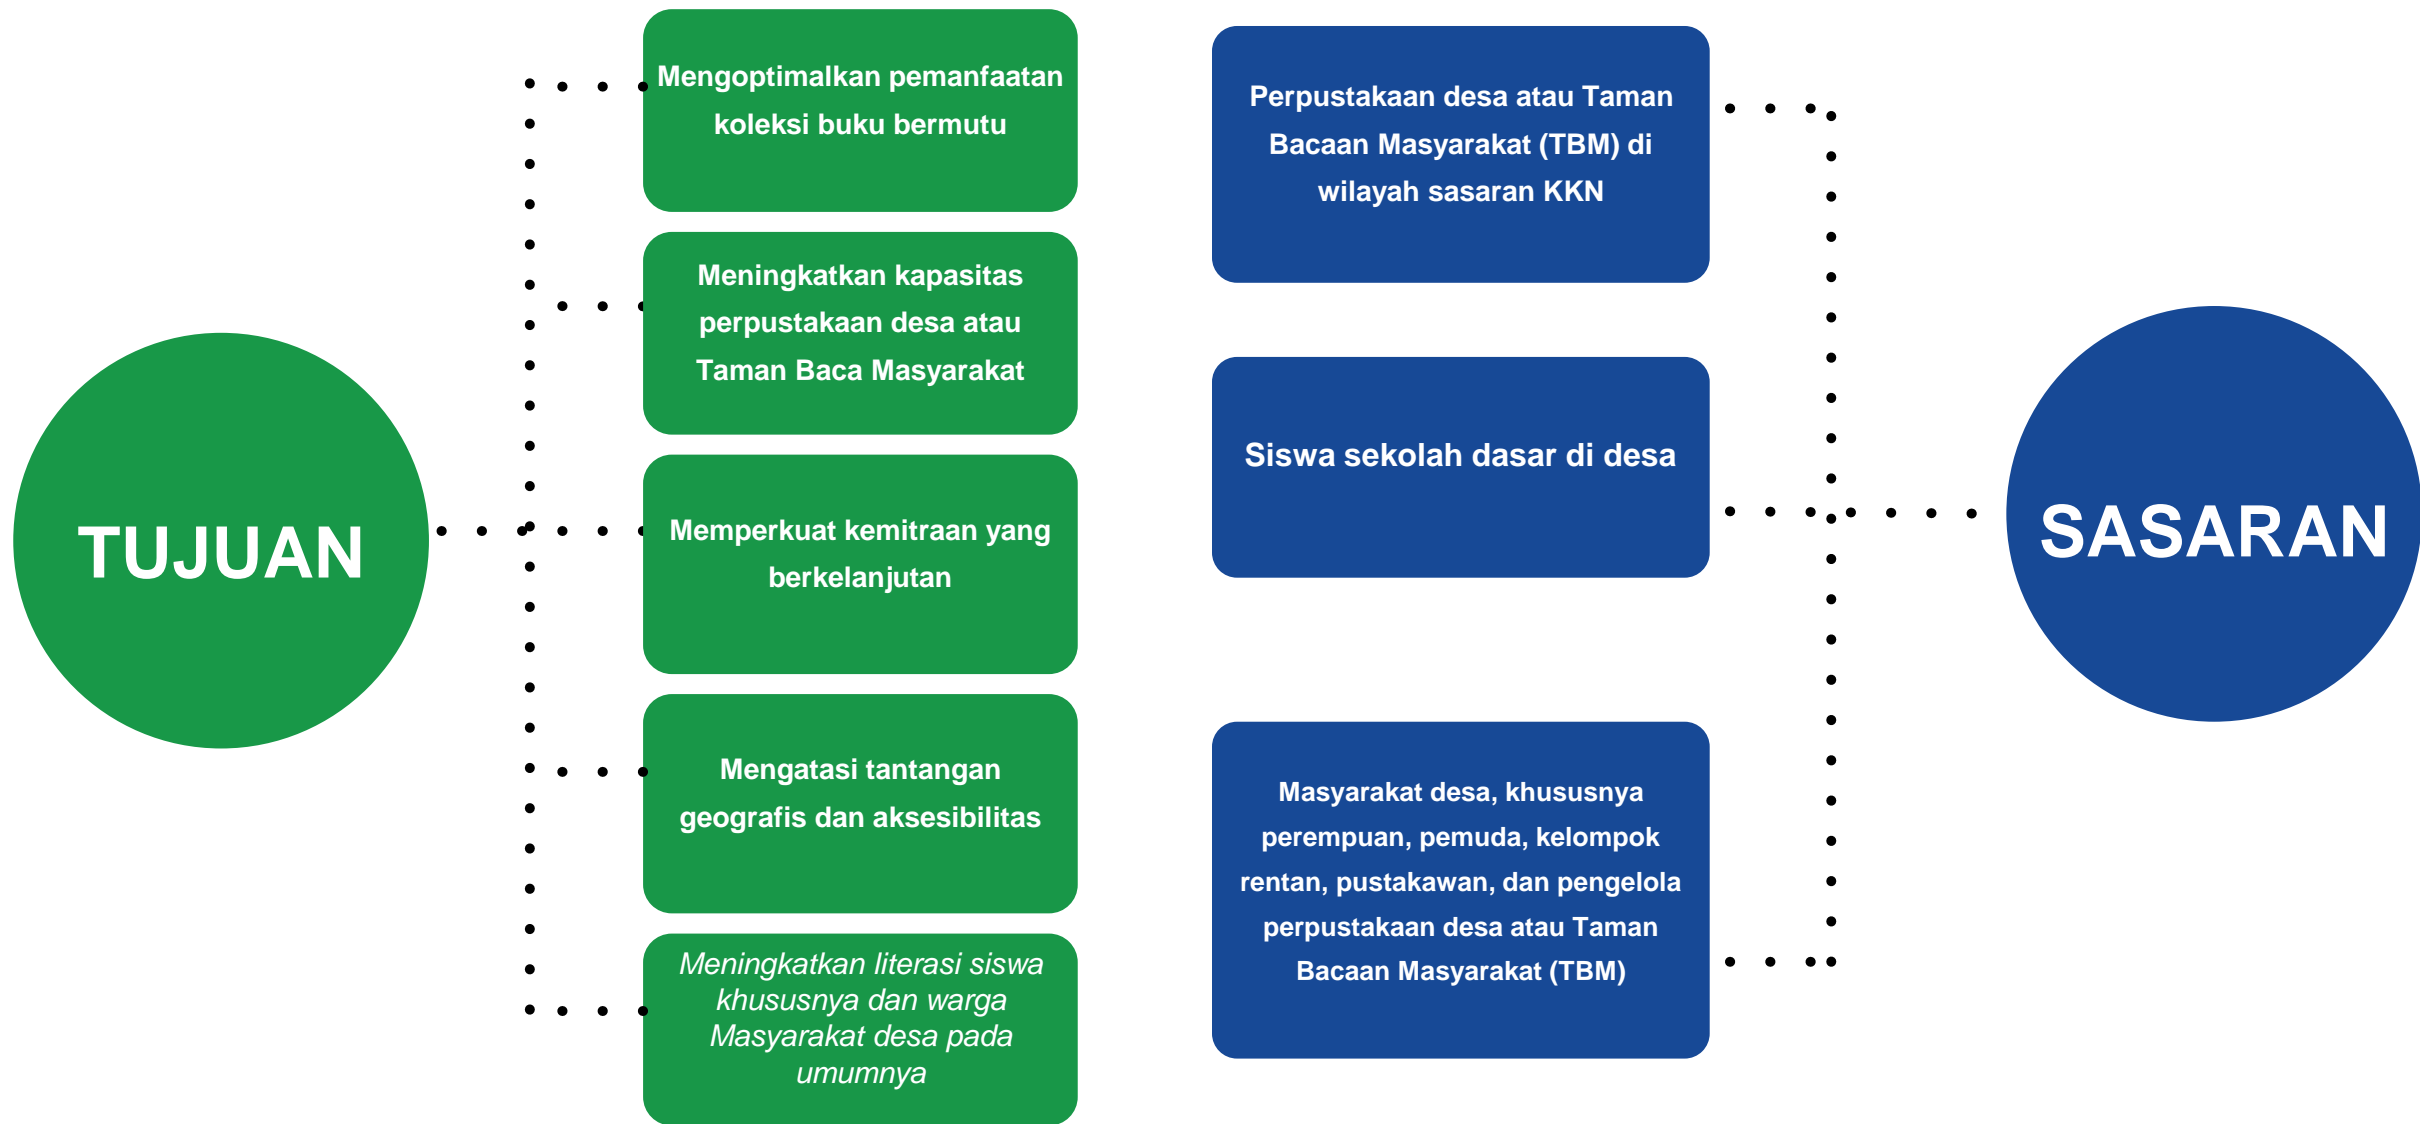 TUJUAN
Mengoptimalkan pemanfaatan
koleksi buku bermutu
Meningkatkan kapasitas
perpustakaan desa atau
Taman Baca Masyarakat
Memperkuat kemitraan yang
berkelanjutan
Mengatasi tantangan
geografis dan aksesibilitas
Meningkatkan literasi siswa
khususnya dan warga
Masyarakat desa pada
umumnya
Perpustakaan desa atau Taman
Bacaan Masyarakat (TBM) di
wilayah sasaran KKN
Siswa sekolah dasar di desa
Masyarakat desa, khususnya
perempuan, pemuda, kelompok
rentan, pustakawan, dan pengelola
perpustakaan desa atau Taman
Bacaan Masyarakat (TBM)
SASARAN